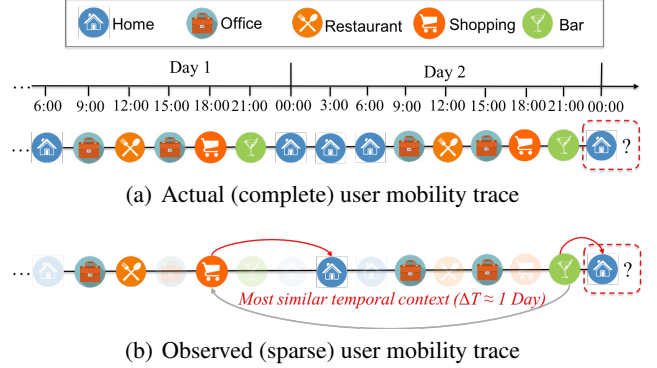 Home Office Restaurant Shopping Bar
Day 1 Day 2
...
6:00 9:00 12:00 15:00 18:00 21:00 00:00 3:00 6:00 9:00 12:00 15:00 18:00 21:00 00:00
... ?
(a) Actual (complete) user mobility trace
... ?
Most similar temporal context (ΔT ≈ 1 Day)
(b) Observed (sparse) user mobility trace